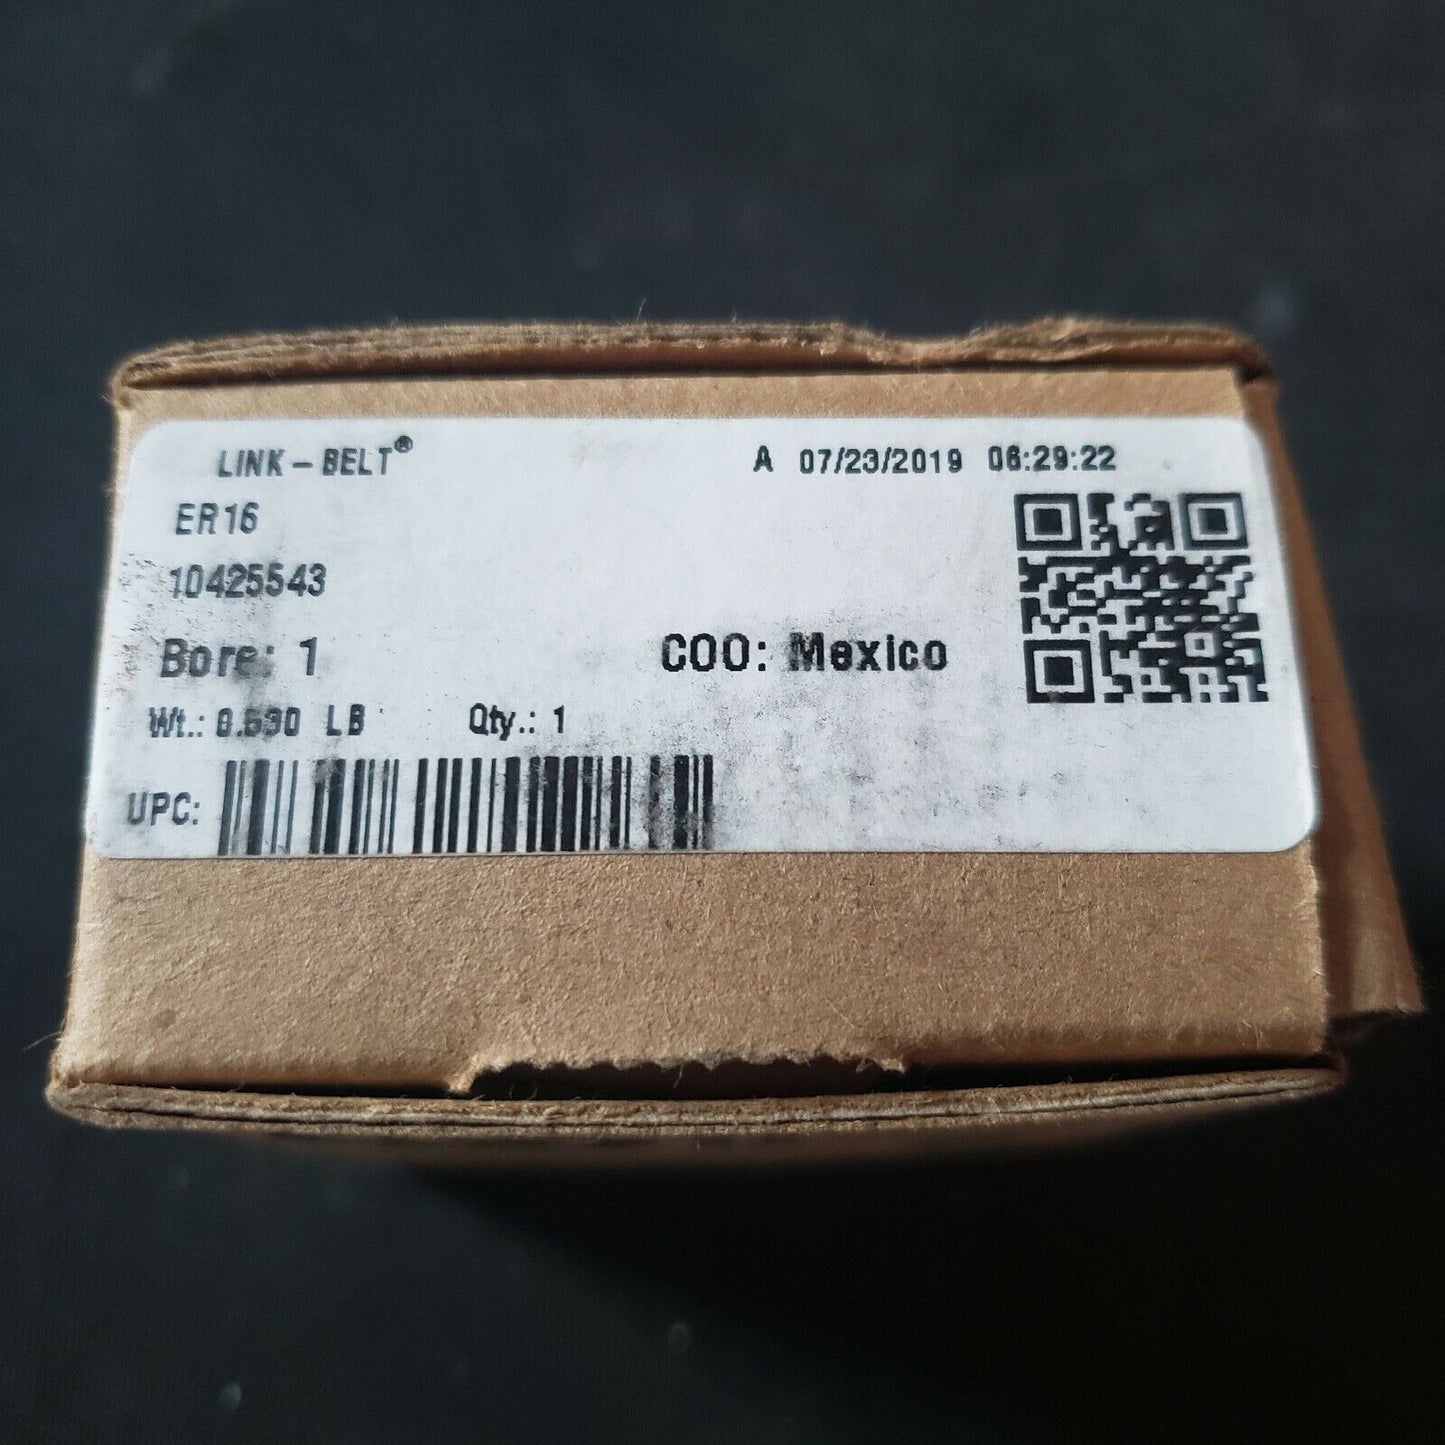 LINK-BELT® A 07/23/2019 06:29:22
ER16
10425543
Bore: 1 COO: Mexico
Wt.: LB Qty.: 1
UPC: